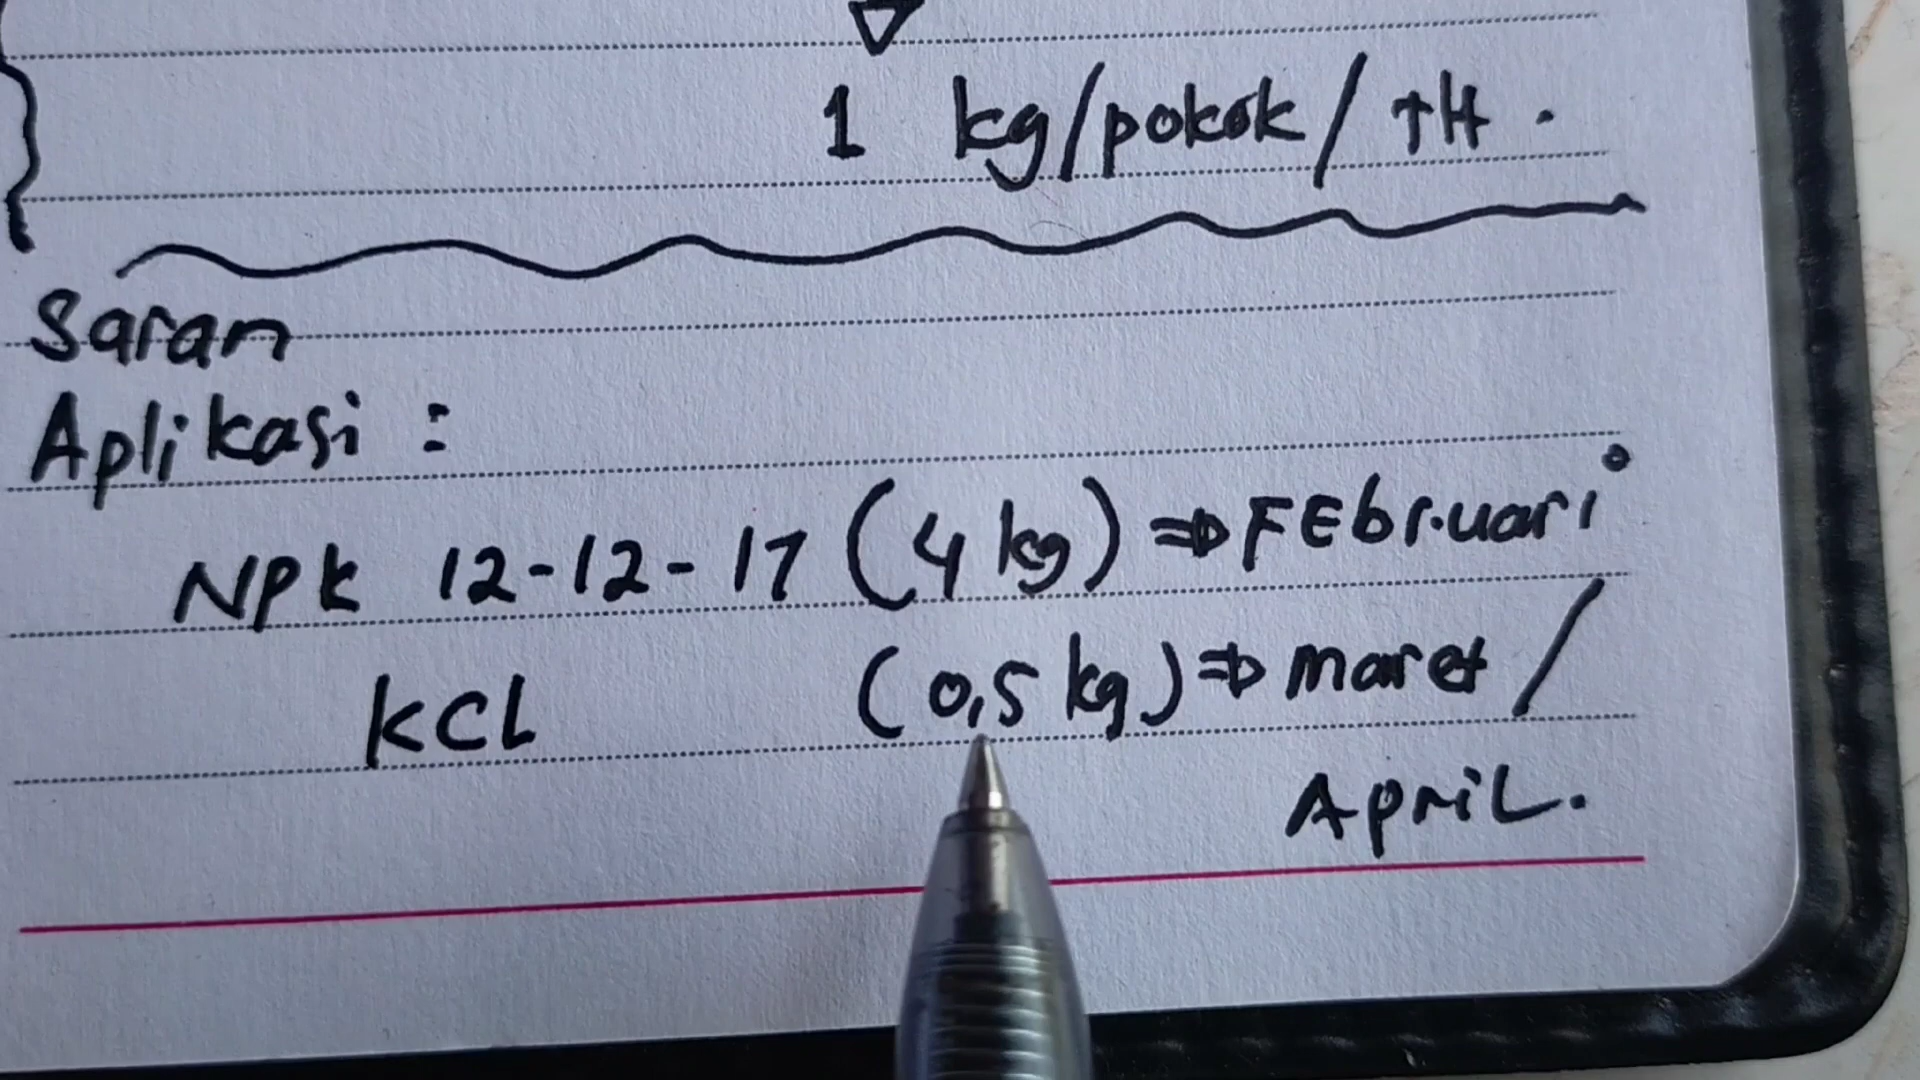 1 kg/pokok/TH.
Saran
Aplikasi :
NPK 12-12-17 (4 kg) ⇒ FEbruari
KCL (0,5 kg) ⇒ maret /
ApriL.